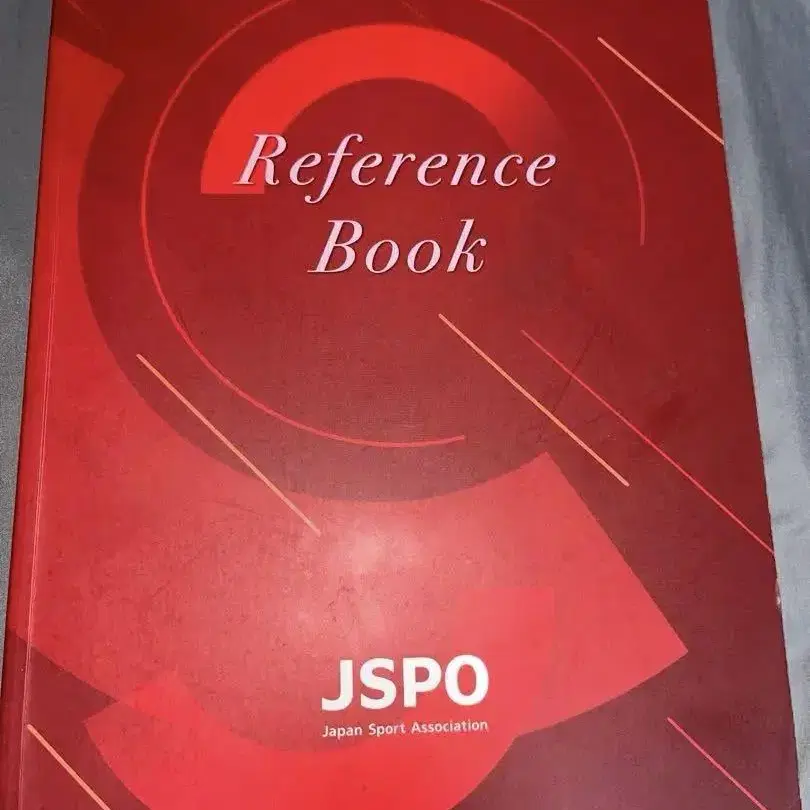 Reference
Book
JSPO
Japan Sport Association